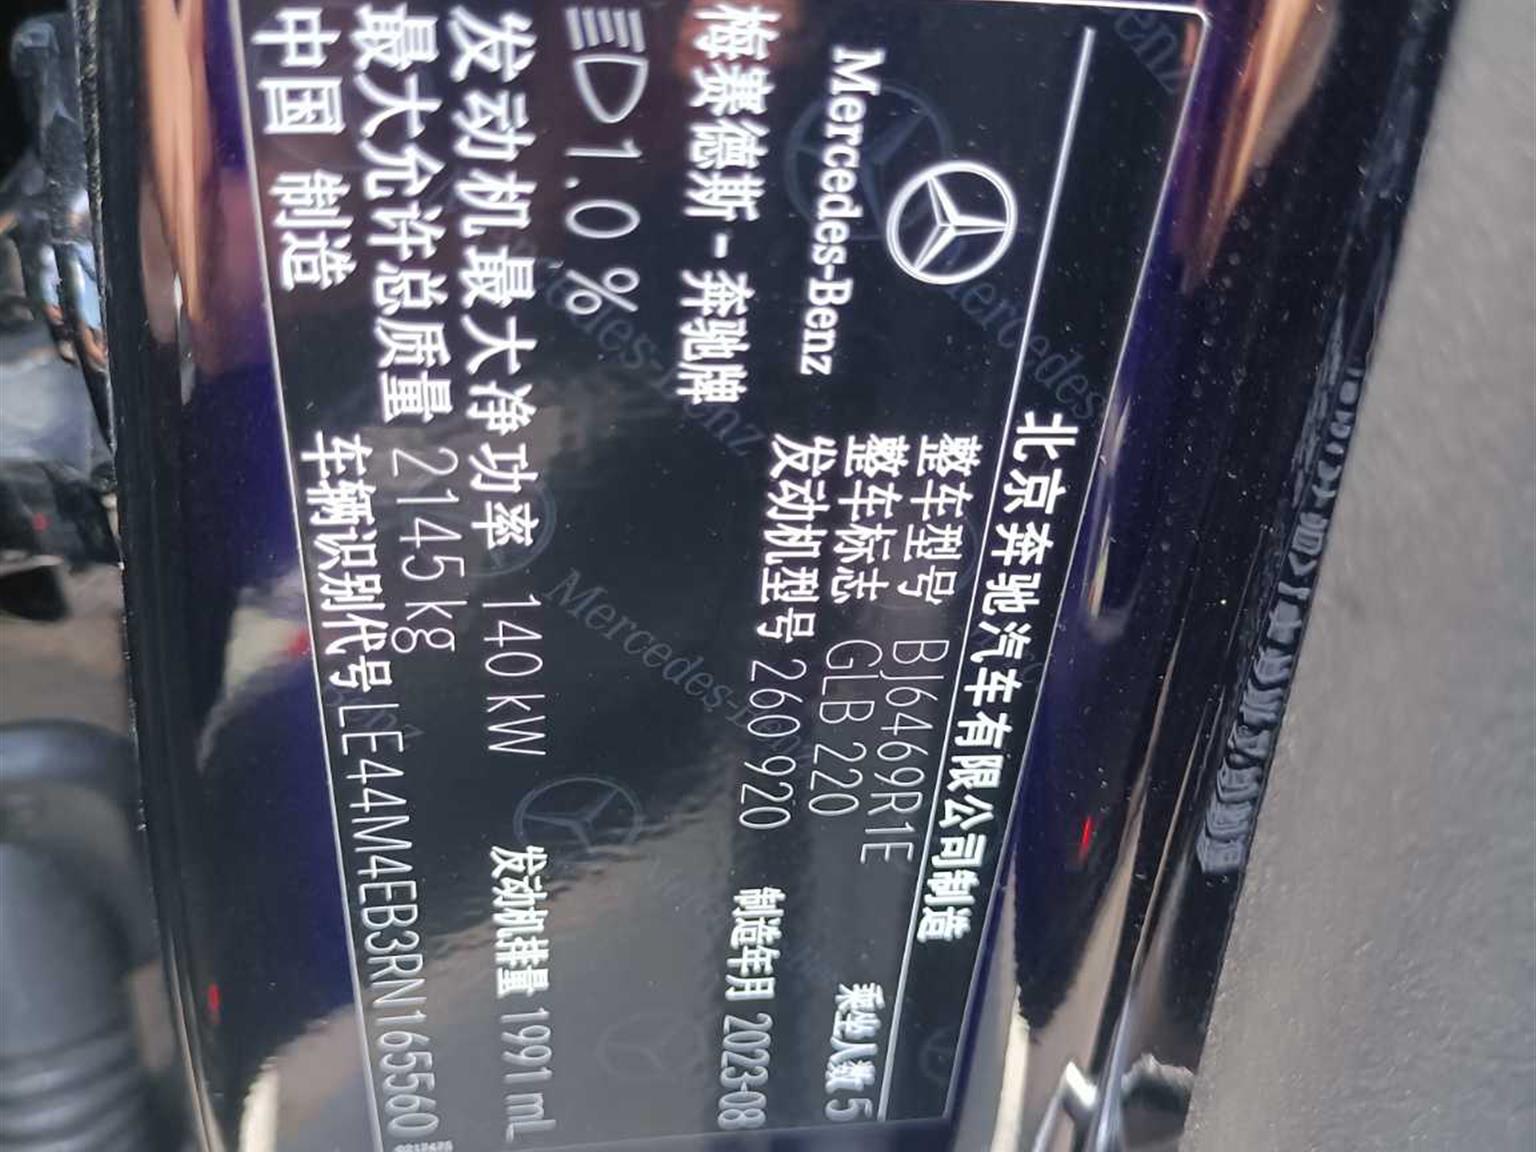 北京奔驰汽车有限公司制造
Mercedes-Benz
梅赛德斯-奔驰牌
整车型号 BJ6469R1E
整车标志 GLB 220 乘坐人数 5
发动机型号 260 920 制造年月 2023-08
1.0%
发动机最大净功率 140 kW 发动机排量 1991 mL
最大允许总质量 2145 kg
中国 制造 车辆识别代号 LE44M4EB3RN165560